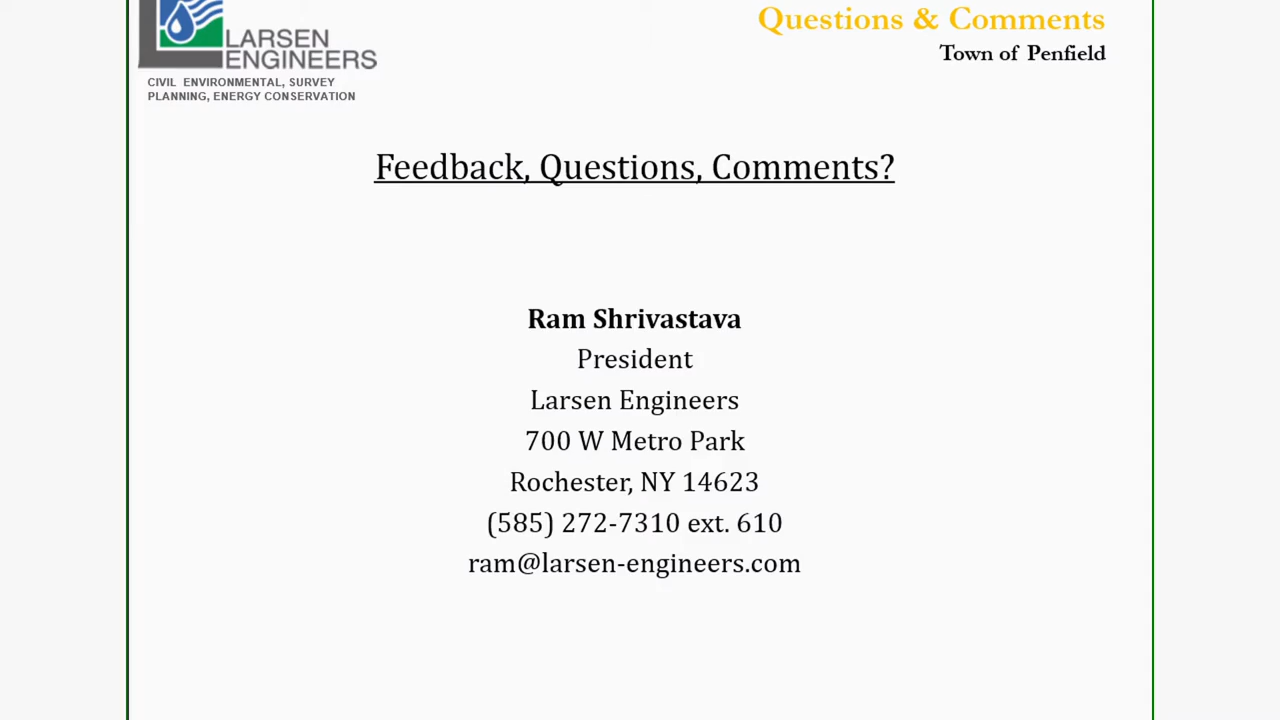 LARSEN
ENGINEERS
CIVIL ENVIRONMENTAL, SURVEY
PLANNING, ENERGY CONSERVATION
Questions & Comments
Town of Penfield
Feedback, Questions, Comments?
Ram Shrivastava
President
Larsen Engineers
700 W Metro Park
Rochester, NY 14623
(585) 272-7310 ext. 610
ram@larsen-engineers.com